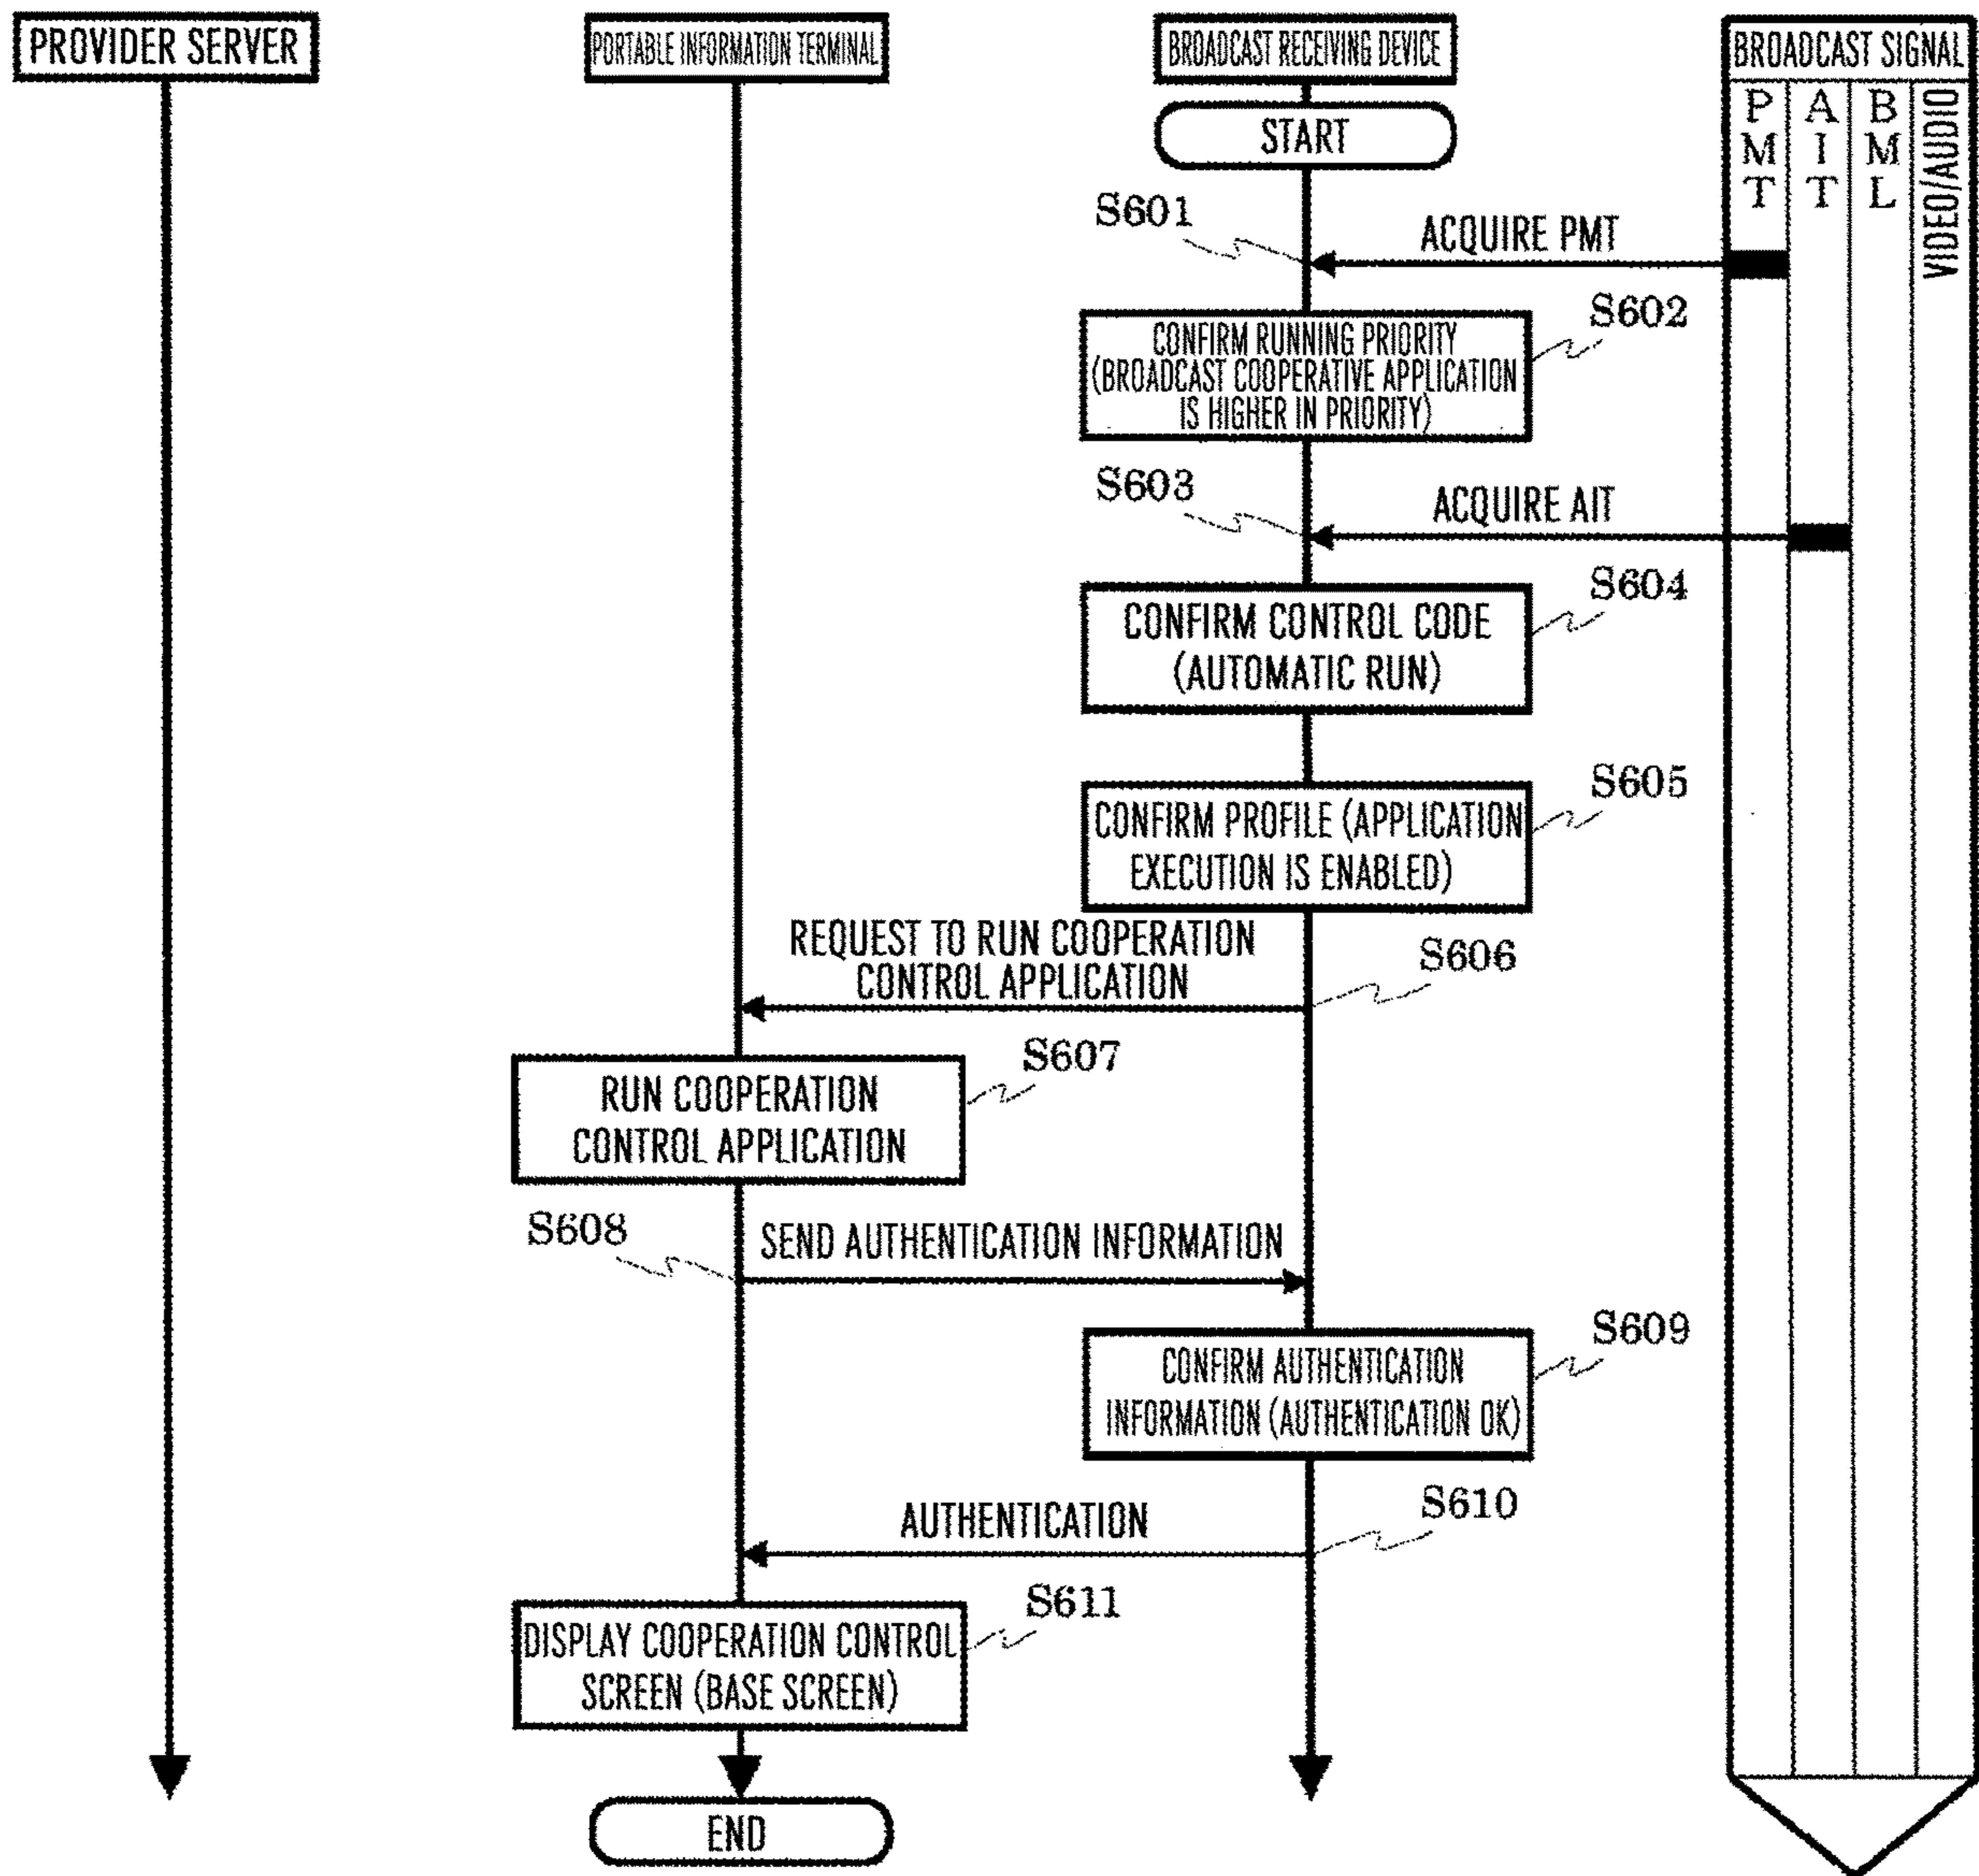 PROVIDER SERVER
PORTABLE INFORMATION TERMINAL
BROADCAST RECEIVING DEVICE
BROADCAST SIGNAL
PMT
AIT
BML
VIDEO/AUDIO
START
S601
ACQUIRE PMT
S602
CONFIRM RUNNING PRIORITY
(BROADCAST COOPERATIVE APPLICATION
IS HIGHER IN PRIORITY)
S603
ACQUIRE AIT
S604
CONFIRM CONTROL CODE
(AUTOMATIC RUN)
S605
CONFIRM PROFILE (APPLICATION
EXECUTION IS ENABLED)
REQUEST TO RUN COOPERATION
CONTROL APPLICATION
S606
S607
RUN COOPERATION
CONTROL APPLICATION
S608
SEND AUTHENTICATION INFORMATION
S609
CONFIRM AUTHENTICATION
INFORMATION (AUTHENTICATION OK)
S610
AUTHENTICATION
S611
DISPLAY COOPERATION CONTROL
SCREEN (BASE SCREEN)
END